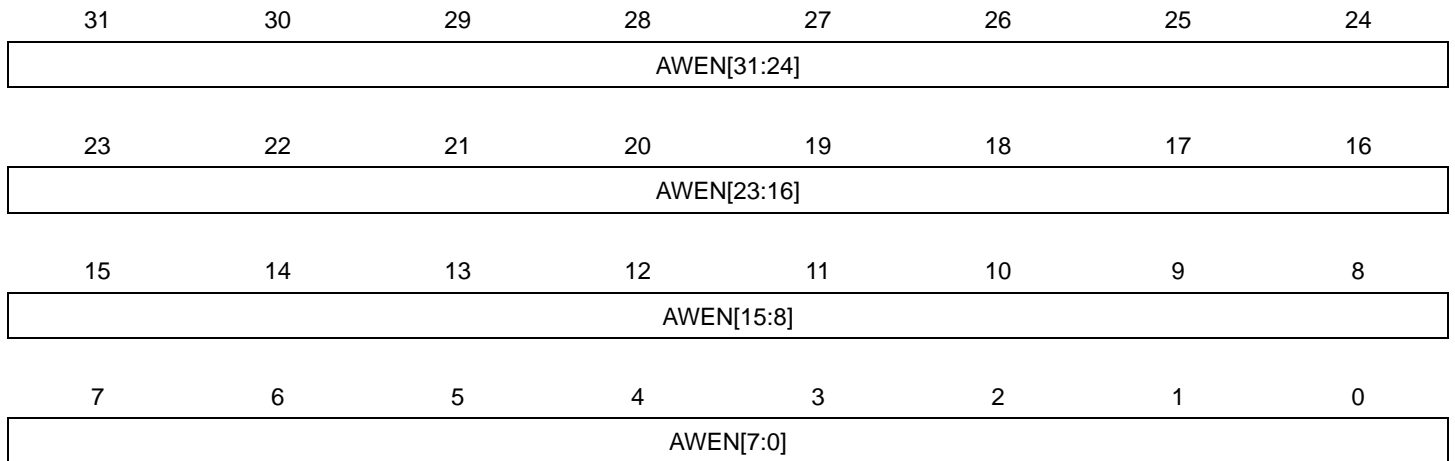 31 30 29 28 27 26 25 24
AWEN[31:24]
23 22 21 20 19 18 17 16
AWEN[23:16]
15 14 13 12 11 10 9 8
AWEN[15:8]
7 6 5 4 3 2 1 0
AWEN[7:0]